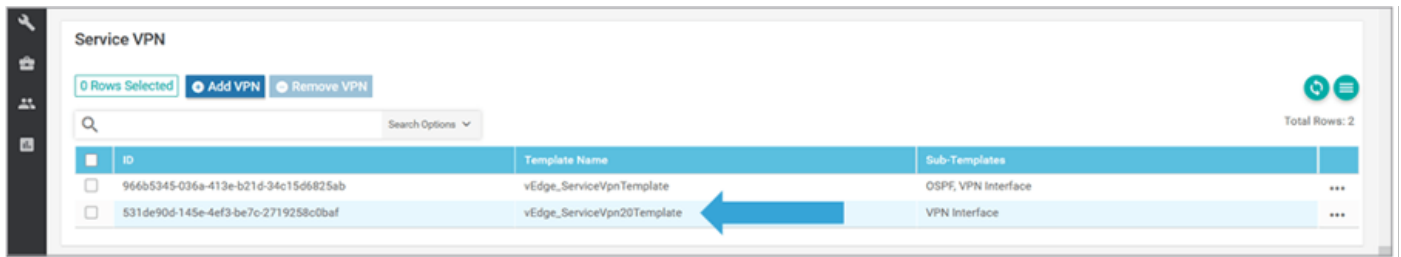 Service VPN
0 Rows Selected Add VPN Remove VPN
Search Options
Total Rows: 2
ID Template Name Sub-Templates
966b5345-036a-413e-b21d-34c15d6825ab vEdge_ServiceVpnTemplate OSPF, VPN Interface
531de90d-145e-4ef3-be7c-2719258c0baf vEdge_ServiceVpn20Template VPN Interface